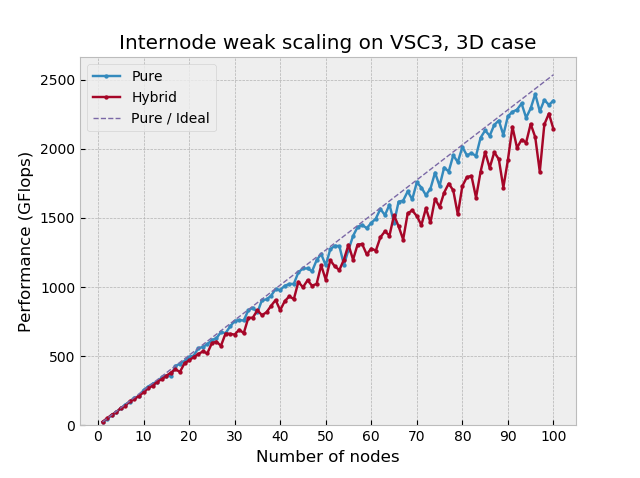 Internode weak scaling on VSC3, 3D case
Pure
Hybrid
Pure / Ideal
Performance (GFlops)
2500
2000
1500
1000
500
0
0 10 20 30 40 50 60 70 80 90 100
Number of nodes